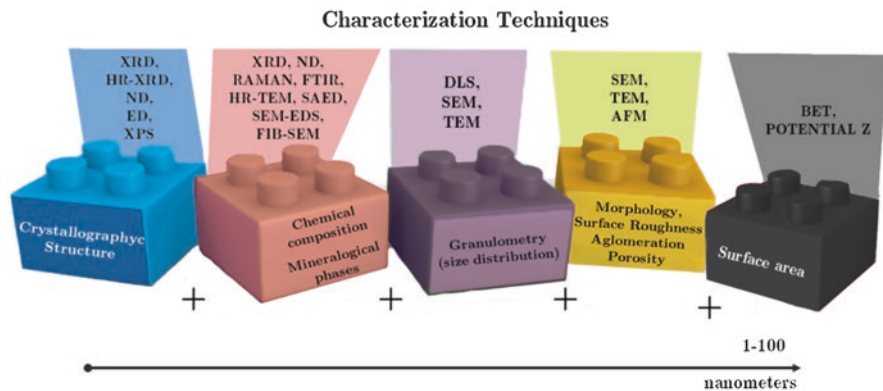 Characterization Techniques
XRD,
HR-XRD,
ND,
ED,
XPS
XRD, ND,
RAMAN, FTIR,
HR-TEM, SAED,
SEM-EDS,
FIB-SEM
DLS,
SEM,
TEM
SEM,
TEM,
AFM
BET,
POTENTIAL Z
Crystallographyc
Structure
Chemical
composition
Mineralogical
phases
Granulometry
(size distribution)
Morphology,
Surface Roughness
Aglomeration
Porosity
Surface area
+
+
+
+
1-100
nanometers